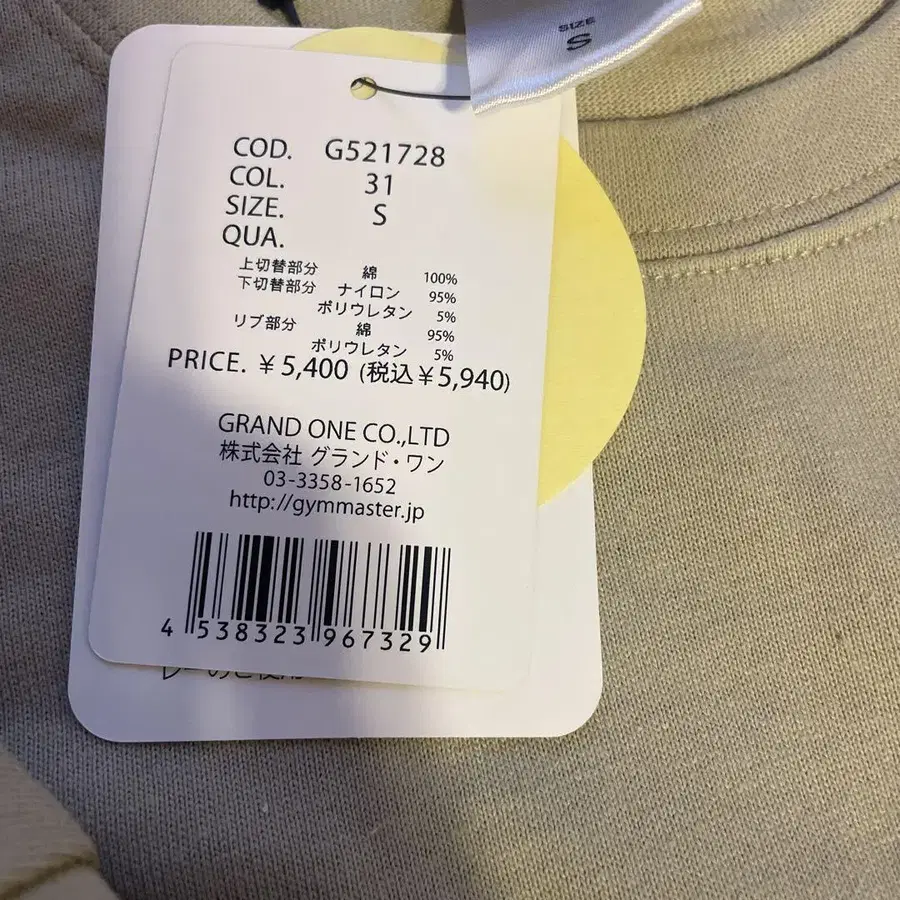 SIZE
S
COD. G521728
COL. 31
SIZE. S
QUA.
上切替部分 綿 100%
下切替部分 ナイロン 95%
ポリウレタン 5%
リブ部分 綿 95%
ポリウレタン 5%
PRICE. ￥5,400 (税込￥5,940)
GRAND ONE CO.,LTD
株式会社 グランド・ワン
03-3358-1652
http://gymmaster.jp
4 538323 967329